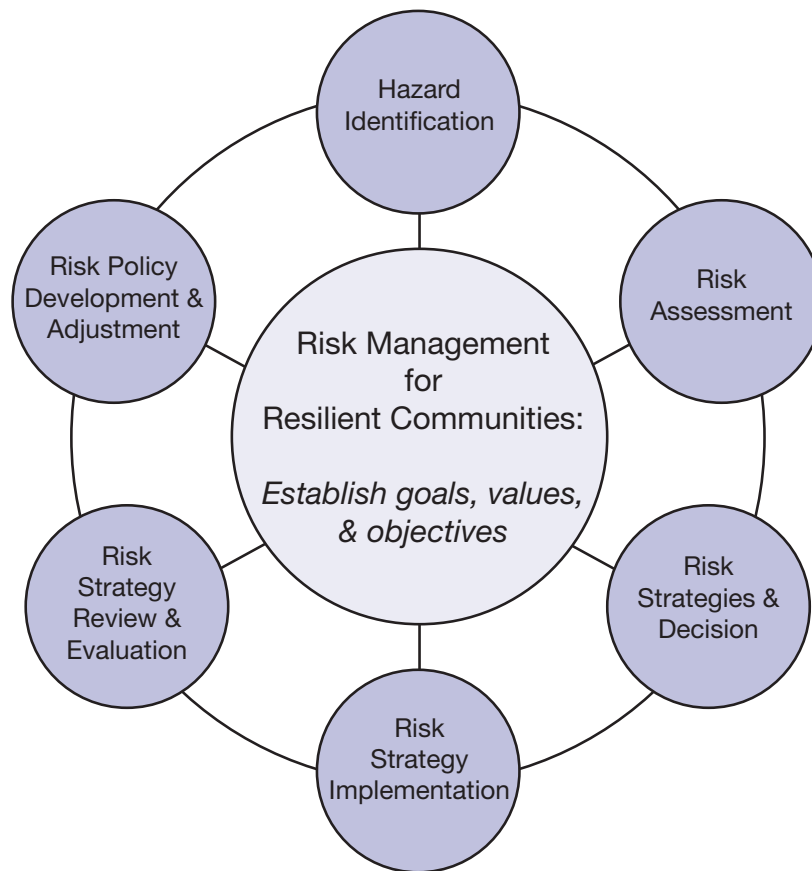 Hazard
Identification
Risk
Assessment
Risk
Strategies &
Decision
Risk
Strategy
Implementation
Risk
Strategy
Review &
Evaluation
Risk Policy
Development &
Adjustment
Risk Management
for
Resilient Communities:
Establish goals, values,
& objectives